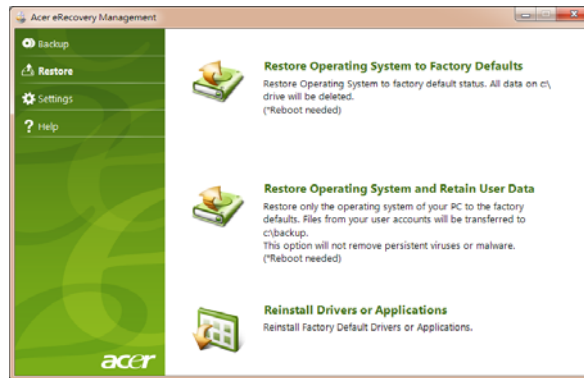 Acer eRecovery Management
Backup
Restore
Settings
? Help
Restore Operating System to Factory Defaults
Restore Operating System to factory default status. All data on c:\
drive will be deleted.
(*Reboot needed)
Restore Operating System and Retain User Data
Restore only the operating system of your PC to the factory
defaults. Files from your user accounts will be transferred to
c:\backup.
This option will not remove persistent viruses or malware.
(*Reboot needed)
Reinstall Drivers or Applications
Reinstall Factory Default Drivers or Applications.
acer